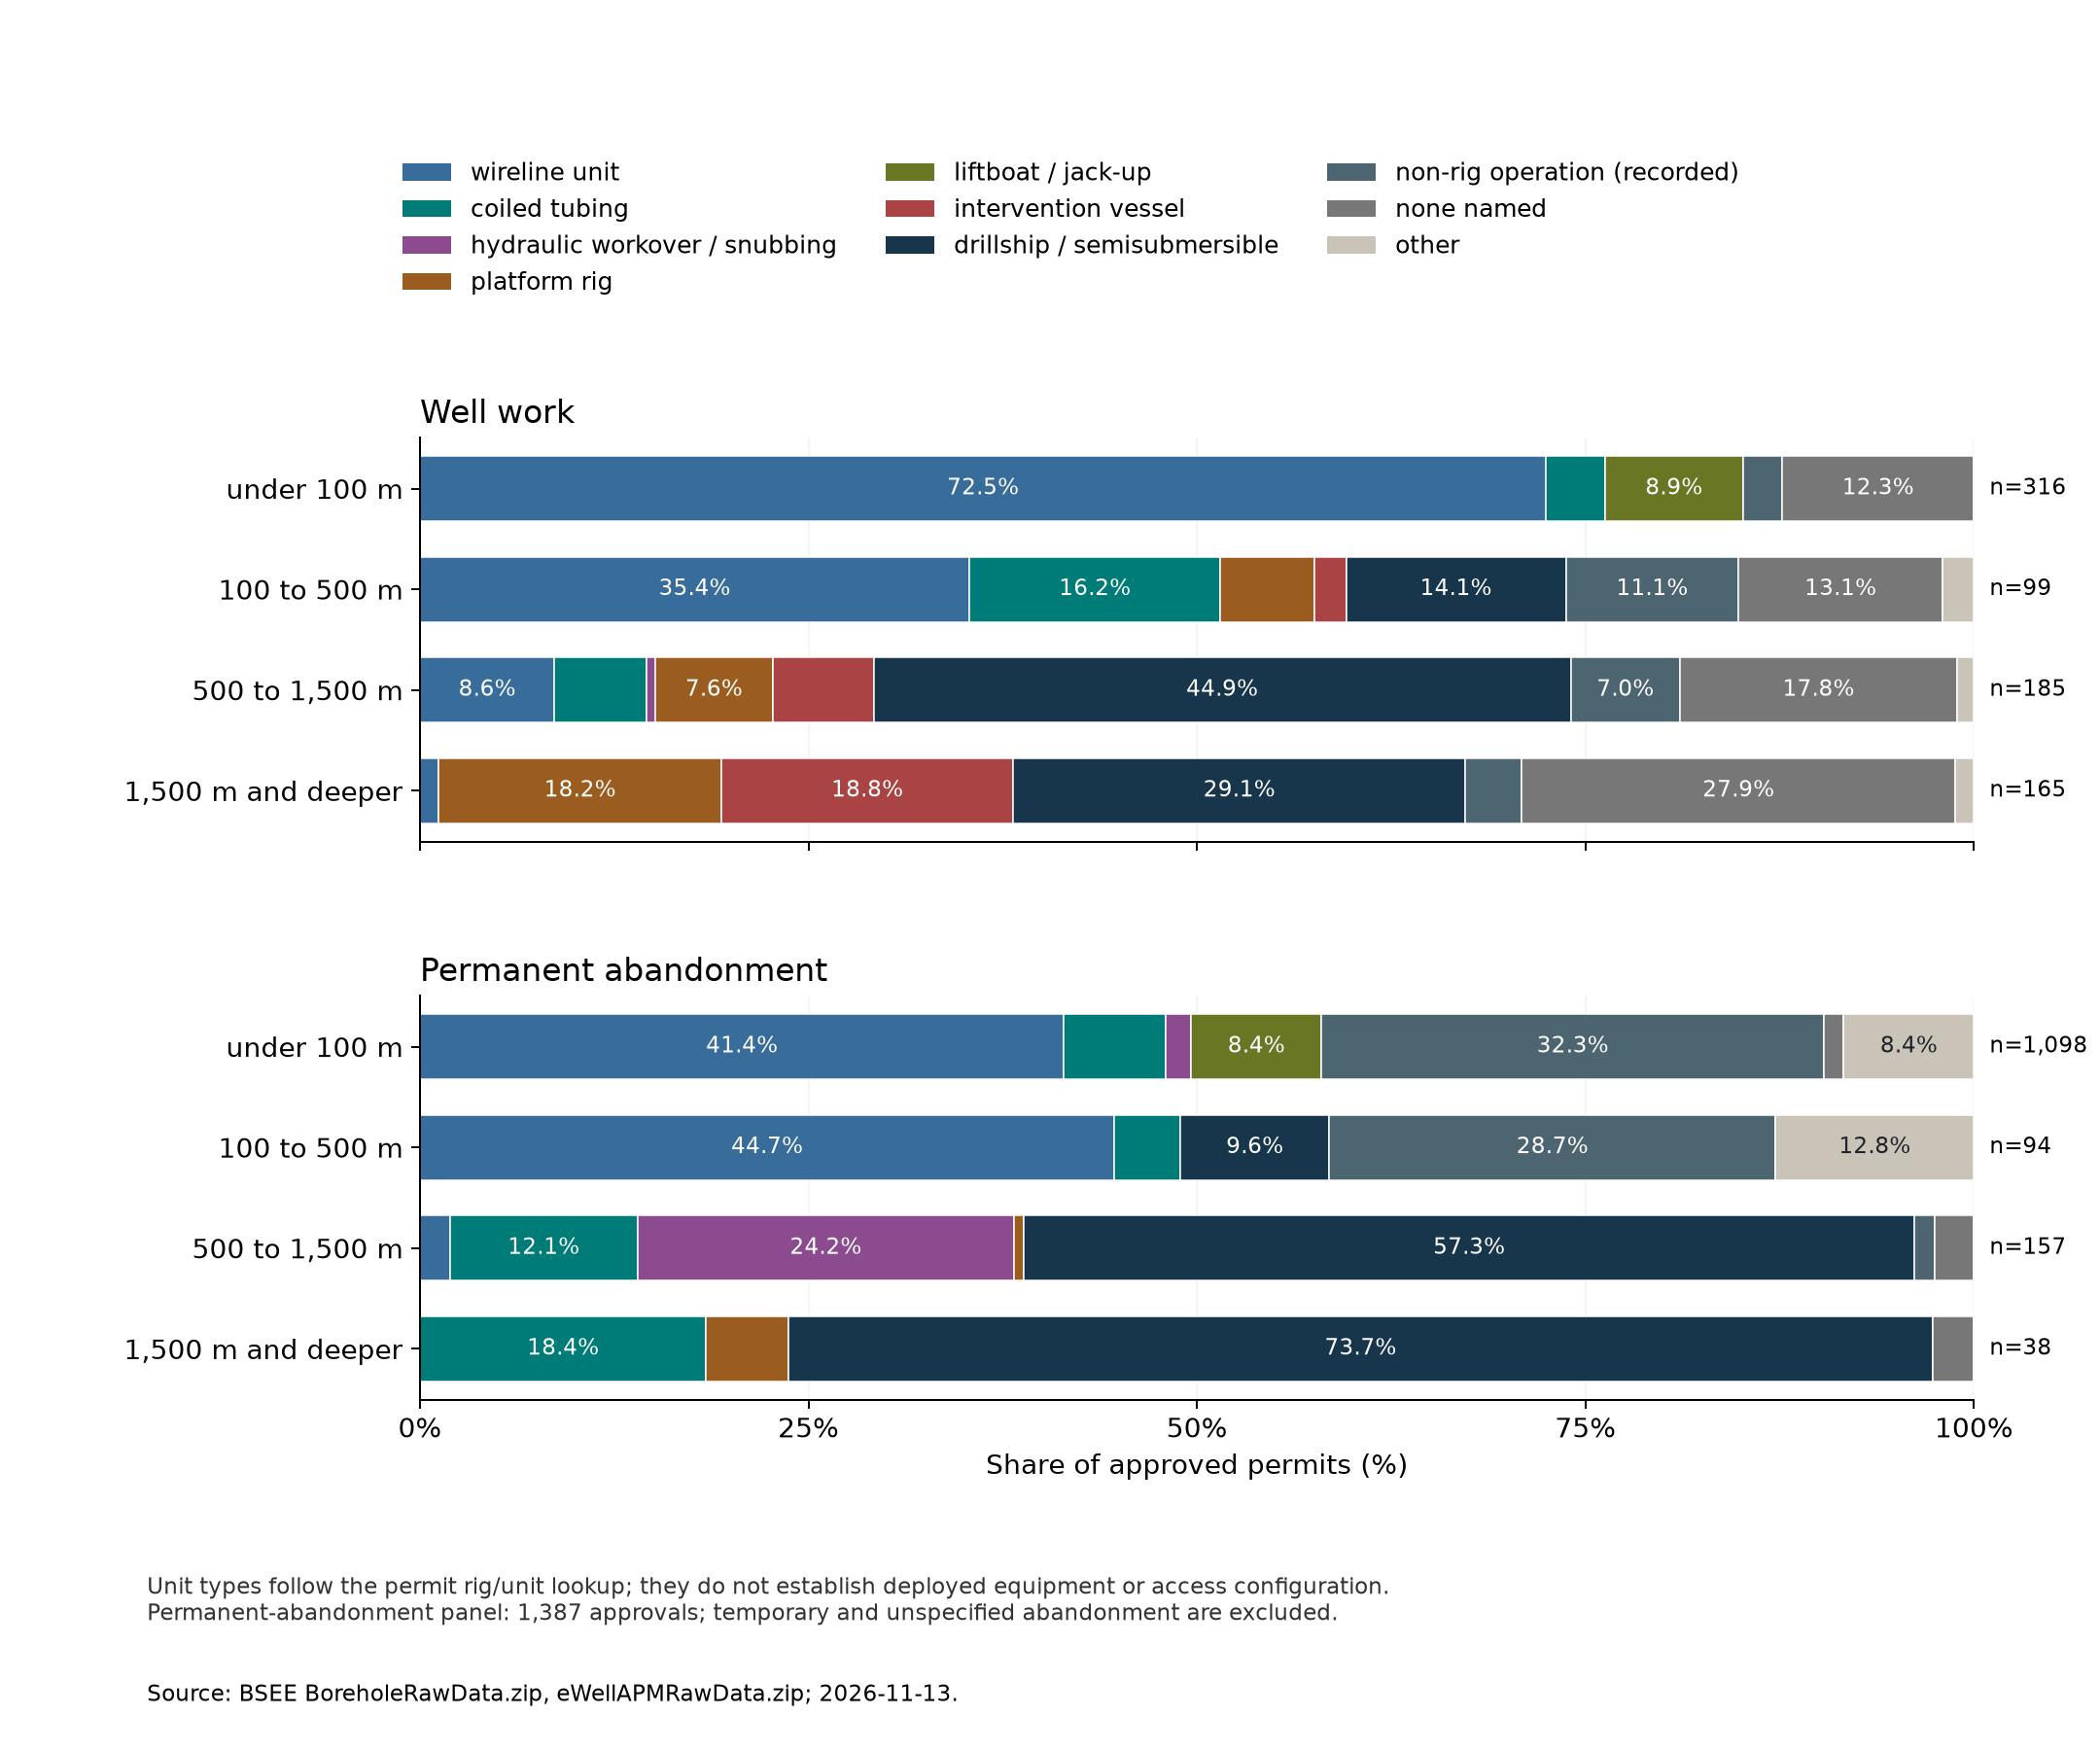 wireline unit
coiled tubing
hydraulic workover / snubbing
platform rig
liftboat / jack-up
intervention vessel
drillship / semisubmersible
non-rig operation (recorded)
none named
other
Well work
under 100 m
72.5%
8.9%
12.3%
n=316
100 to 500 m
35.4%
16.2%
14.1%
11.1%
13.1%
n=99
500 to 1,500 m
8.6%
7.6%
44.9%
7.0%
17.8%
n=185
1,500 m and deeper
18.2%
18.8%
29.1%
27.9%
n=165
Permanent abandonment
under 100 m
41.4%
8.4%
32.3%
8.4%
n=1,098
100 to 500 m
44.7%
9.6%
28.7%
12.8%
n=94
500 to 1,500 m
12.1%
24.2%
57.3%
n=157
1,500 m and deeper
18.4%
73.7%
n=38
0%
25%
50%
75%
100%
Share of approved permits (%)
Unit types follow the permit rig/unit lookup; they do not establish deployed equipment or access configuration.
Permanent-abandonment panel: 1,387 approvals; temporary and unspecified abandonment are excluded.
Source: BSEE BoreholeRawData.zip, eWellAPMRawData.zip; 2026-11-13.